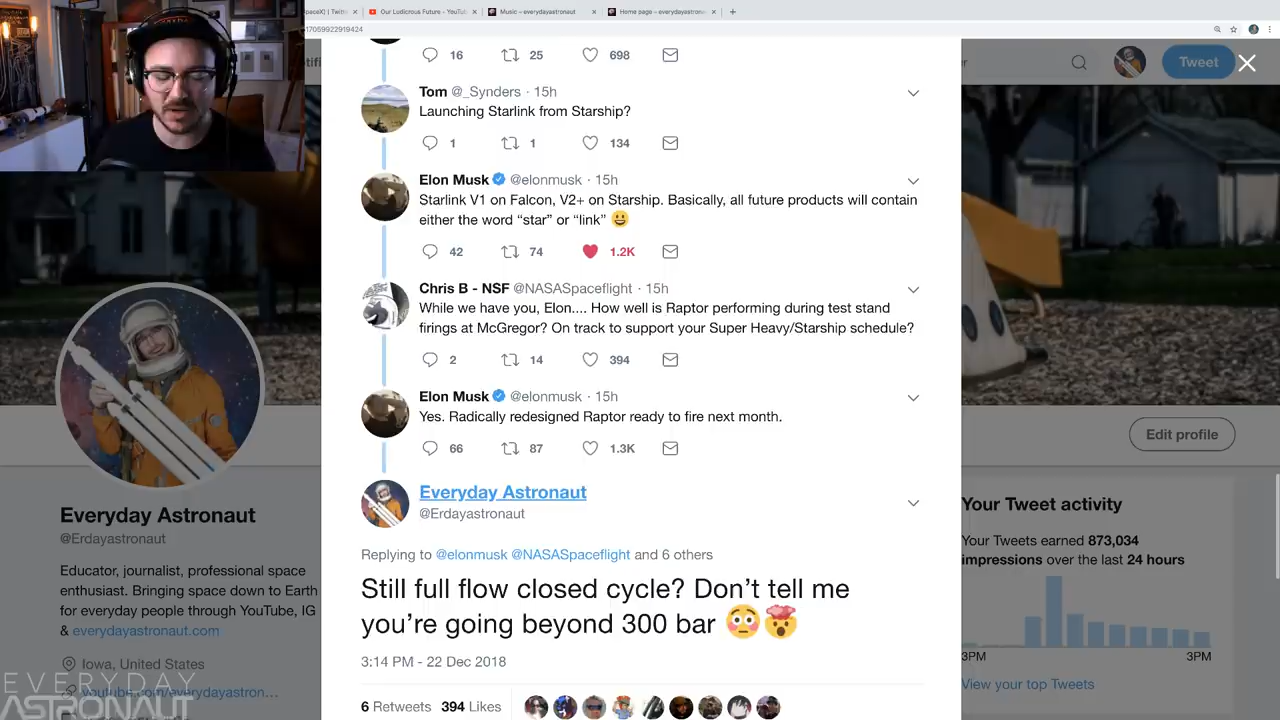 SpaceX) | Twitt
Our Ludicrous Future - YouTub
Music – everydayastronaut
Home page – everydayastron
17059922919424
Tweet
16 25 698
Tom @_Synders · 15h
Launching Starlink from Starship?
1 1 134
Elon Musk @elonmusk · 15h
Starlink V1 on Falcon, V2+ on Starship. Basically, all future products will contain
either the word “star” or “link” 😀
42 74 1.2K
Chris B - NSF @NASASpaceflight · 15h
While we have you, Elon.... How well is Raptor performing during test stand
firings at McGregor? On track to support your Super Heavy/Starship schedule?
2 14 394
Elon Musk @elonmusk · 15h
Yes. Radically redesigned Raptor ready to fire next month.
66 87 1.3K
Everyday Astronaut
@Erdayastronaut
Replying to @elonmusk @NASASpaceflight and 6 others
Still full flow closed cycle? Don’t tell me
you’re going beyond 300 bar 😳🤯
3:14 PM - 22 Dec 2018
6 Retweets 394 Likes
Everyday Astronaut
@Erdayastronaut
Educator, journalist, professional space
enthusiast. Bringing space down to Earth
for everyday people through YouTube, IG
& everydayastronaut.com
Iowa, United States
youtube.com/everydayastron...
EVERYDAY
ASTRONAUT
Edit profile
Your Tweet activity
Your Tweets earned 873,034
impressions over the last 24 hours
3PM 3PM
View your top Tweets